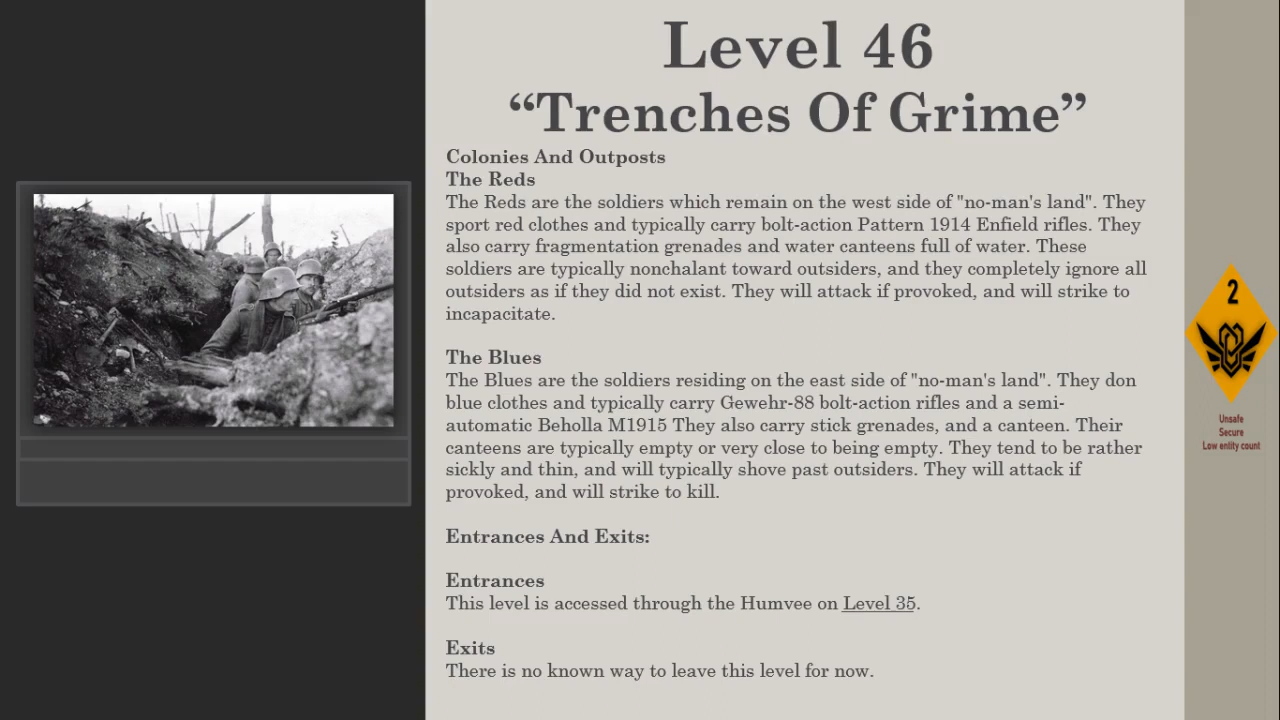 Level 46
“Trenches Of Grime”
Colonies And Outposts
The Reds
The Reds are the soldiers which remain on the west side of "no-man's land". They
sport red clothes and typically carry bolt-action Pattern 1914 Enfield rifles. They
also carry fragmentation grenades and water canteens full of water. These
soldiers are typically nonchalant toward outsiders, and they completely ignore all
outsiders as if they did not exist. They will attack if provoked, and will strike to
incapacitate.
The Blues
The Blues are the soldiers residing on the east side of "no-man's land". They don
blue clothes and typically carry Gewehr-88 bolt-action rifles and a semi-
automatic Beholla M1915 They also carry stick grenades, and a canteen. Their
canteens are typically empty or very close to being empty. They tend to be rather
sickly and thin, and will typically shove past outsiders. They will attack if
provoked, and will strike to kill.
Entrances And Exits:
Entrances
This level is accessed through the Humvee on Level 35.
Exits
There is no known way to leave this level for now.
2
Unsafe
Secure
Low entity count